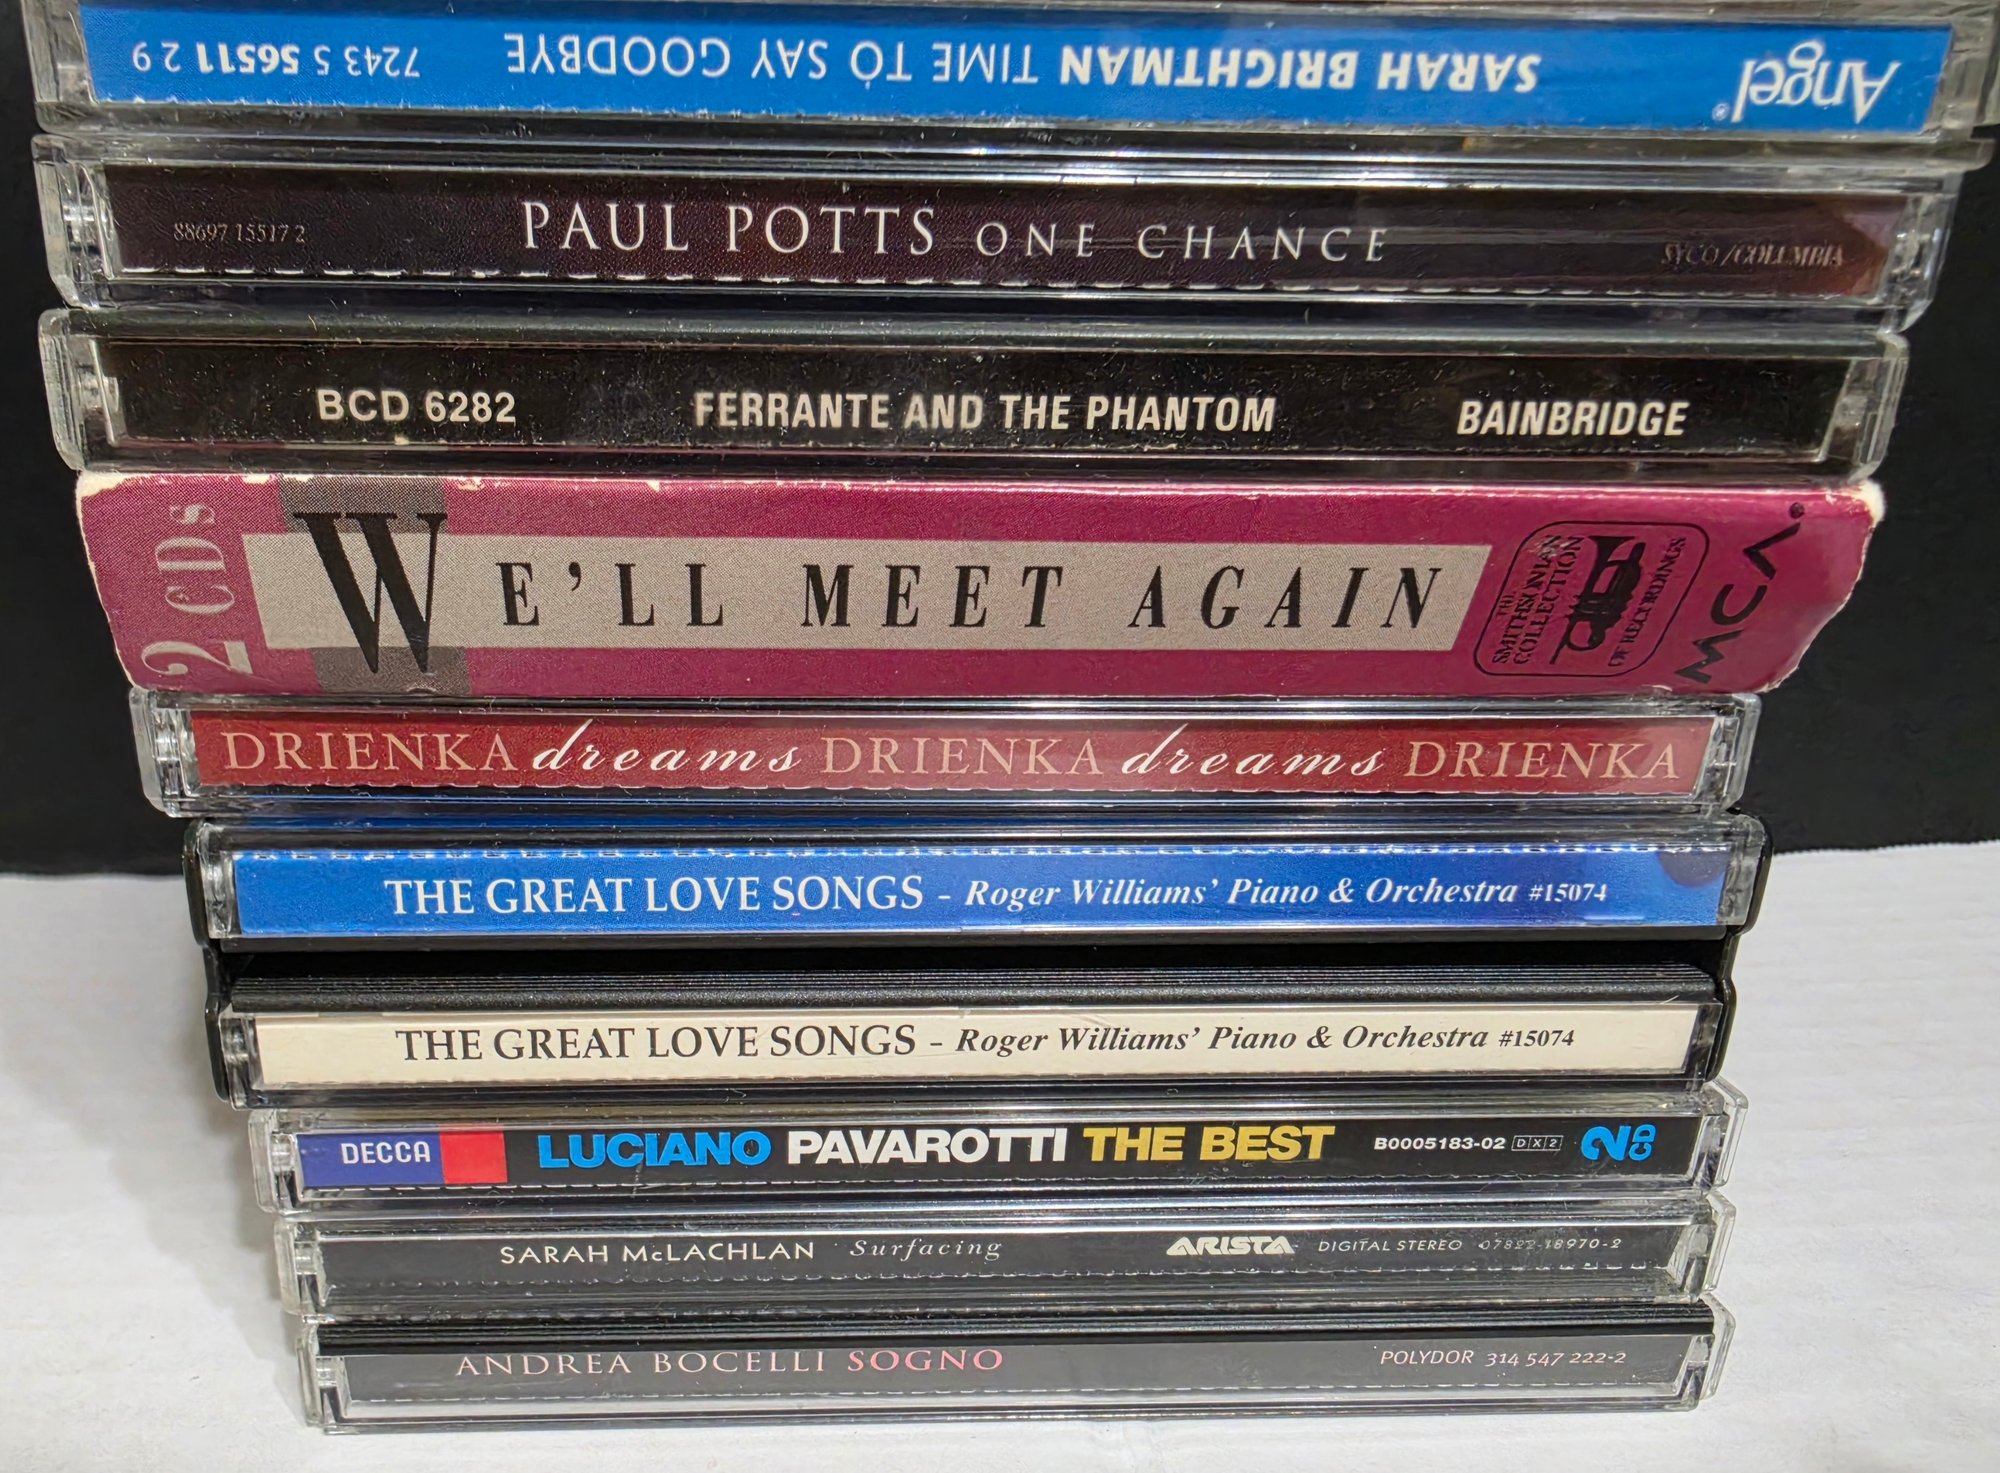 Angel® SARAH BRIGHTMAN TIME TO SAY GOODBYE 7243 5 56511 2 9
88697 15517 2 PAUL POTTS ONE CHANCE SYCO/COLUMBIA
BCD 6282 FERRANTE AND THE PHANTOM BAINBRIDGE
2 CDs WE'LL MEET AGAIN THE SMITHSONIAN COLLECTION OF RECORDINGS MCA
DRIENKA dreams DRIENKA dreams DRIENKA
THE GREAT LOVE SONGS - Roger Williams' Piano & Orchestra #15074
THE GREAT LOVE SONGS - Roger Williams' Piano & Orchestra #15074
DECCA LUCIANO PAVAROTTI THE BEST B0005183-02 DX2 2CD
SARAH McLACHLAN Surfacing ARISTA DIGITAL STEREO 07822-18970-2
ANDREA BOCELLI SOGNO POLYDOR 314 547 222-2